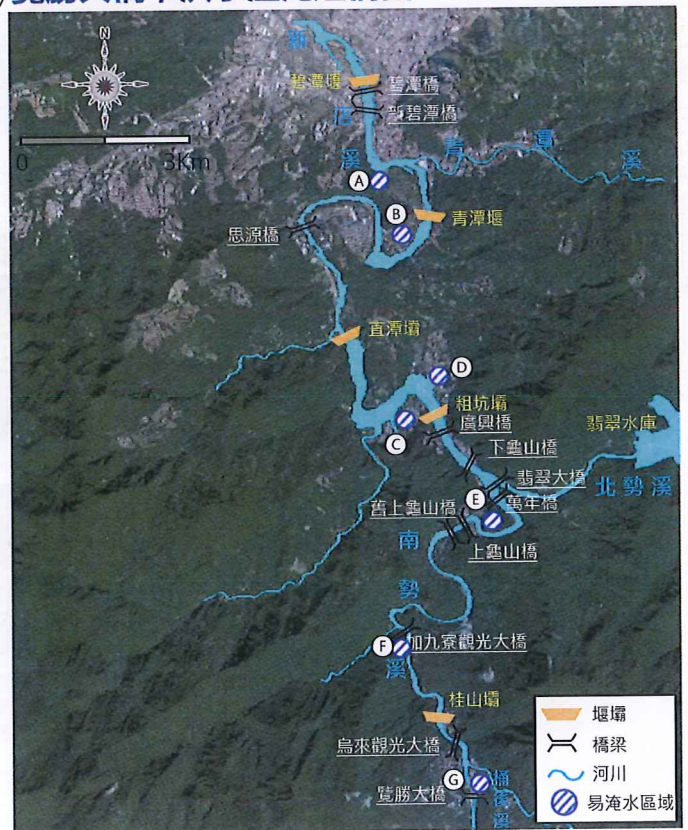 N
新
碧潭堰
碧潭橋
店
新碧潭橋
0 3Km
溪
青潭溪
A
B
青潭堰
思源橋
直潭壩
D
粗坑壩
C
廣興橋
翡翠水庫
下龜山橋
翡翠大橋
北勢溪
E
萬年橋
舊上龜山橋
南
上龜山橋
勢
F
加九寮觀光大橋
溪
桂山壩
烏來觀光大橋
G
桶
覽勝大橋
後
溪
堰壩
橋梁
河川
易淹水區域